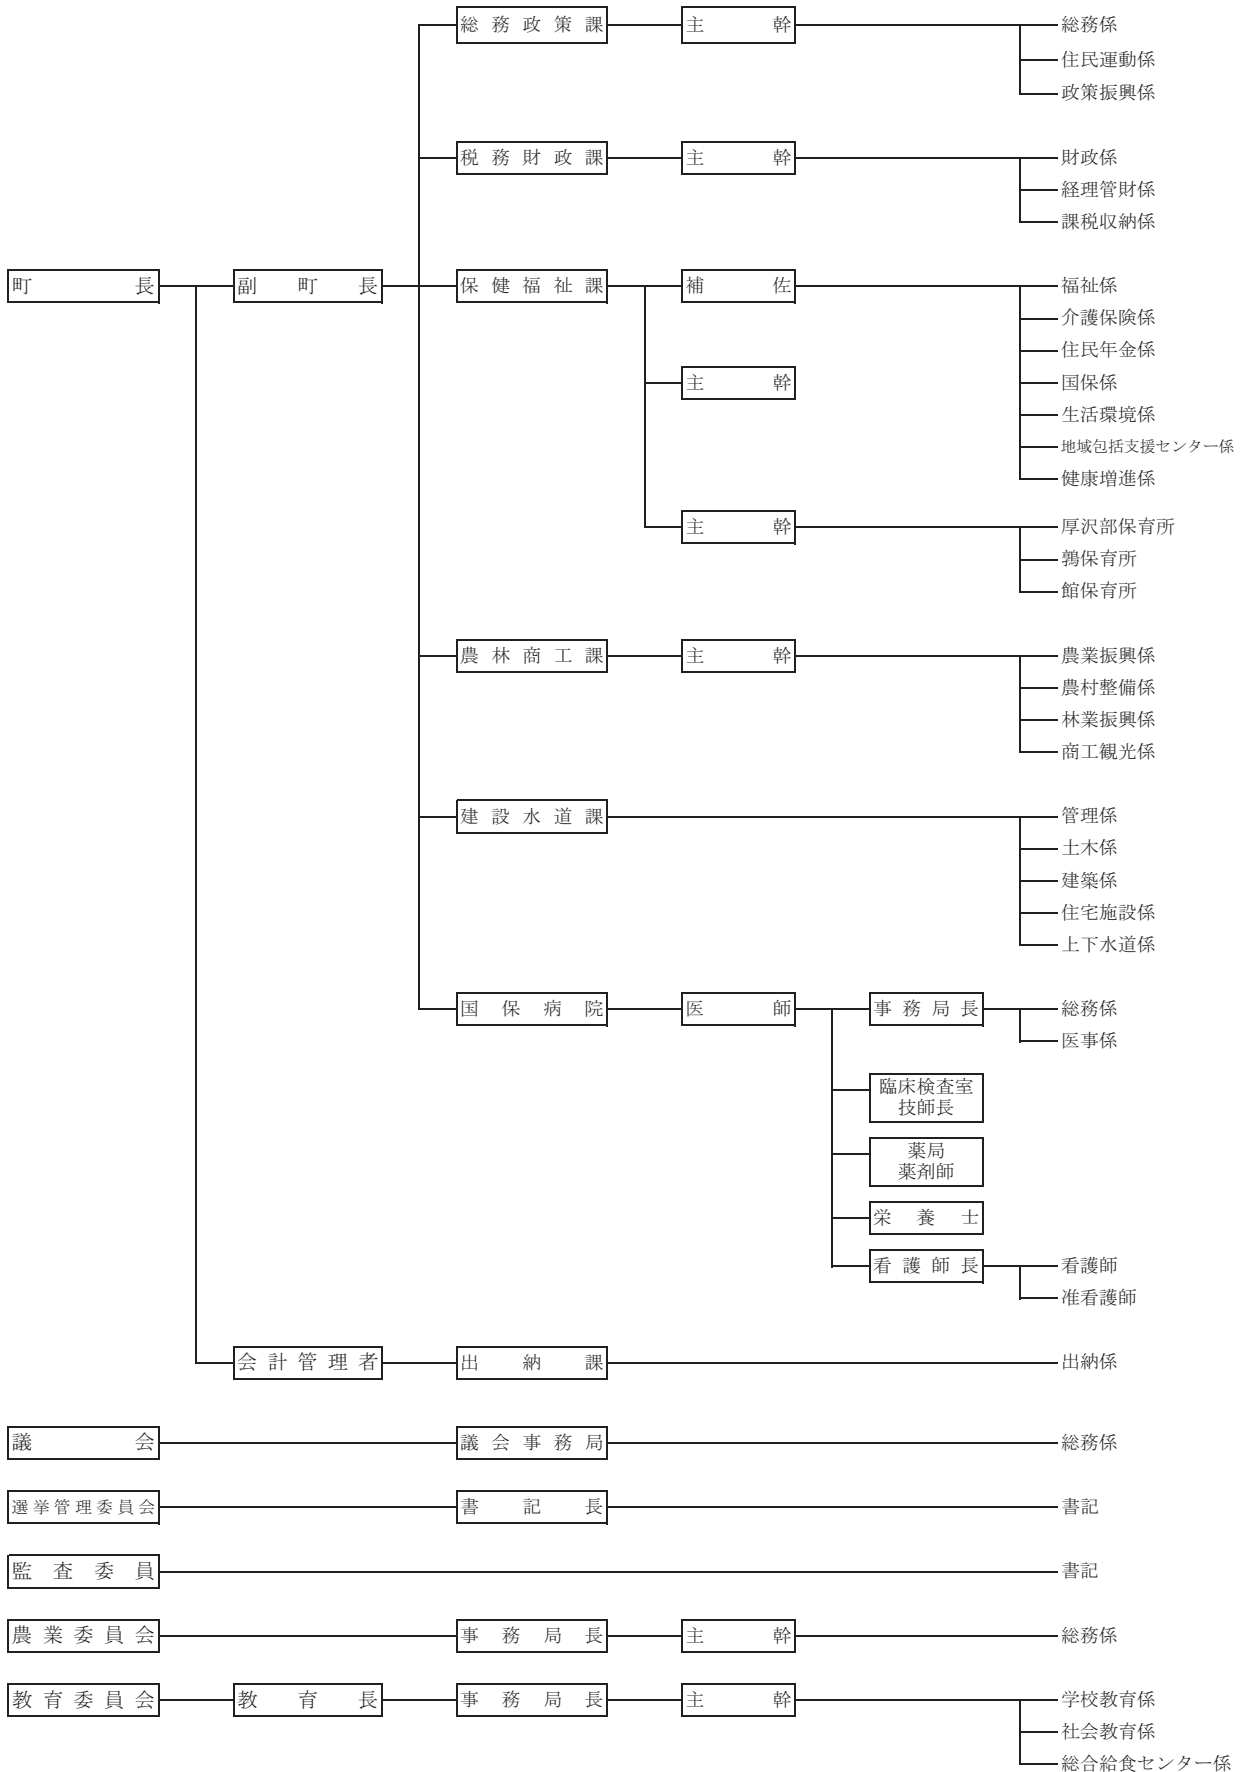 総務政策課 主幹 総務係
住民運動係
政策振興係
税務財政課 主幹 財政係
経理管財係
課税収納係
町長 副町長 保健福祉課 補佐 福祉係
介護保険係
住民年金係
主幹 国保係
生活環境係
地域包括支援センター係
健康増進係
主幹 厚沢部保育所
鶉保育所
館保育所
農林商工課 主幹 農業振興係
農村整備係
林業振興係
商工観光係
建設水道課 管理係
土木係
建築係
住宅施設係
上下水道係
国保病院 医師 事務局長 総務係
医事係
臨床検査室
技師長
薬局
薬剤師
栄養士
看護師長 看護師
准看護師
会計管理者 出納課 出納係
議会 議会事務局 総務係
選挙管理委員会 書記長 書記
監査委員 書記
農業委員会 事務局長 主幹 総務係
教育委員会 教育長 事務局長 主幹 学校教育係
社会教育係
総合給食センター係